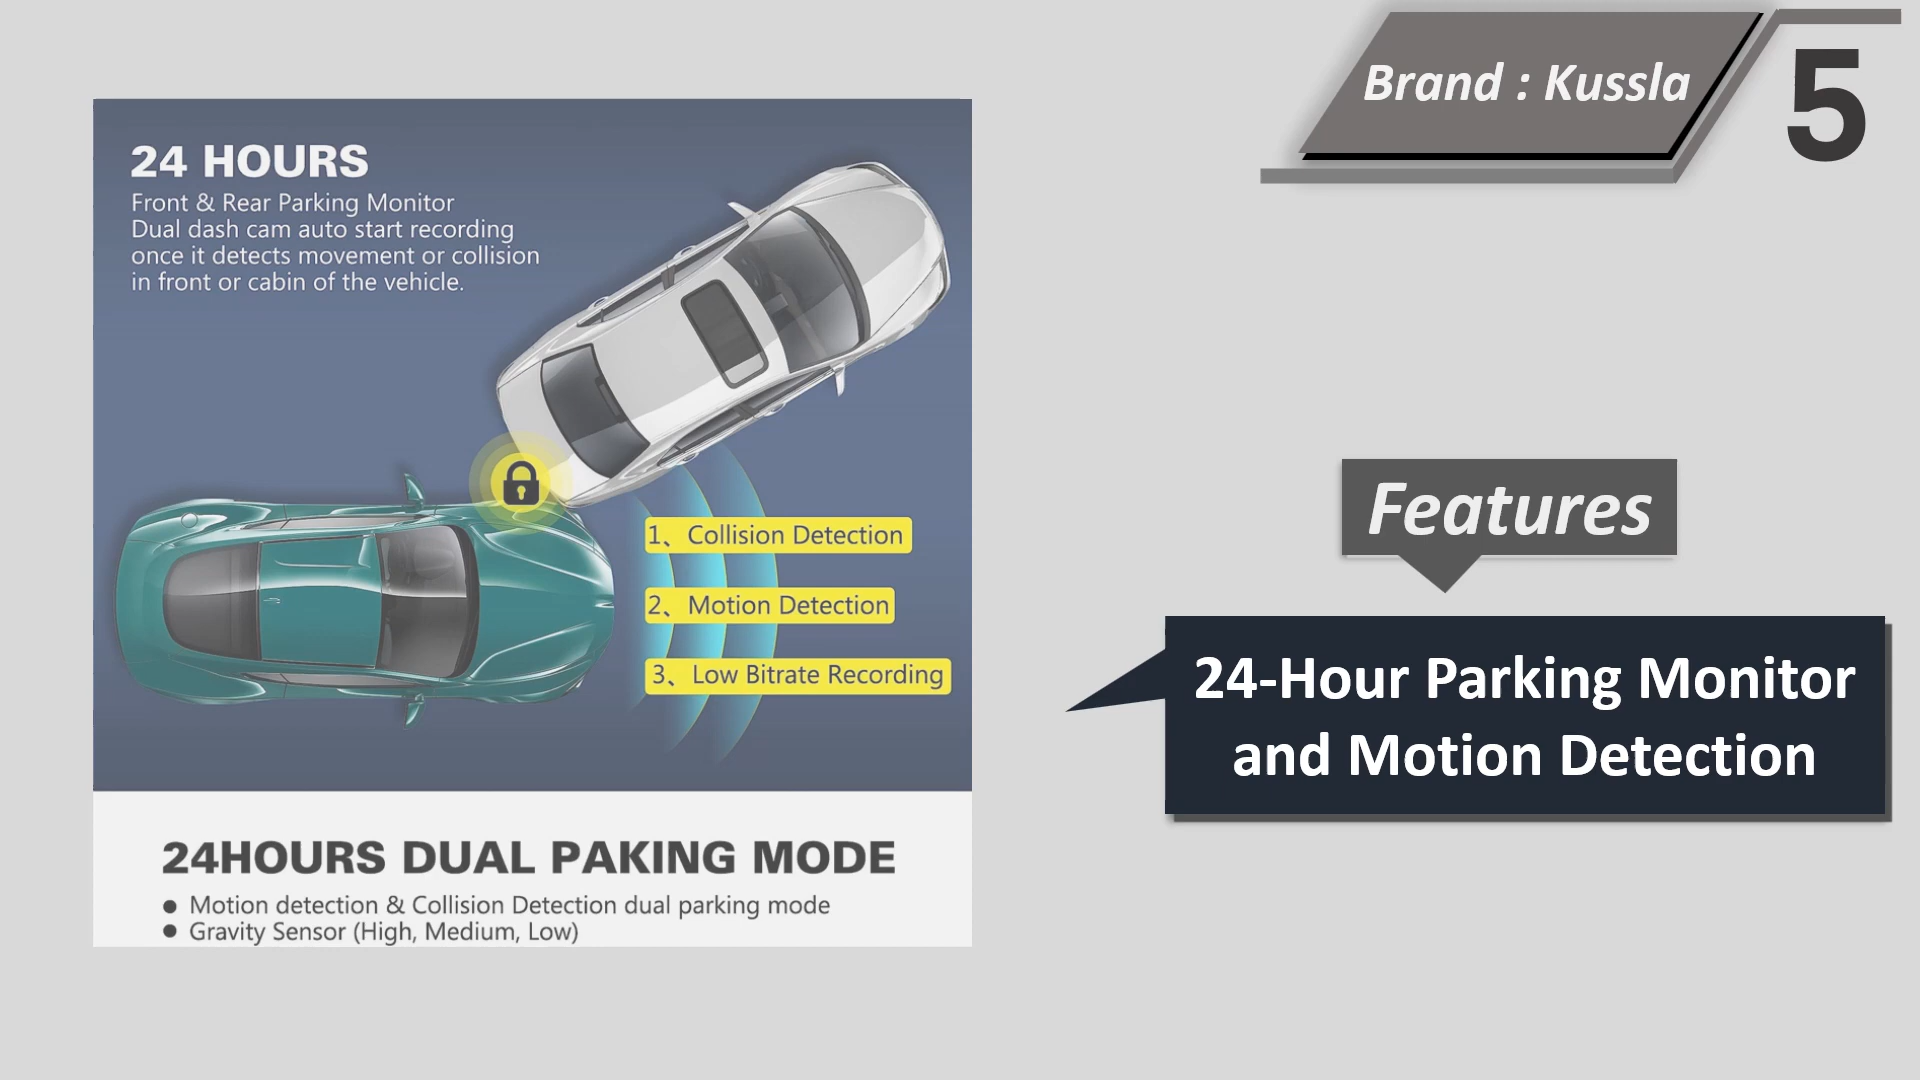 Brand : Kussla
5
24 HOURS
Front & Rear Parking Monitor
Dual dash cam auto start recording
once it detects movement or collision
in front or cabin of the vehicle.
1、 Collision Detection
2、 Motion Detection
3、 Low Bitrate Recording
24HOURS DUAL PAKING MODE
● Motion detection & Collision Detection dual parking mode
● Gravity Sensor (High, Medium, Low)
Features
24-Hour Parking Monitor
and Motion Detection